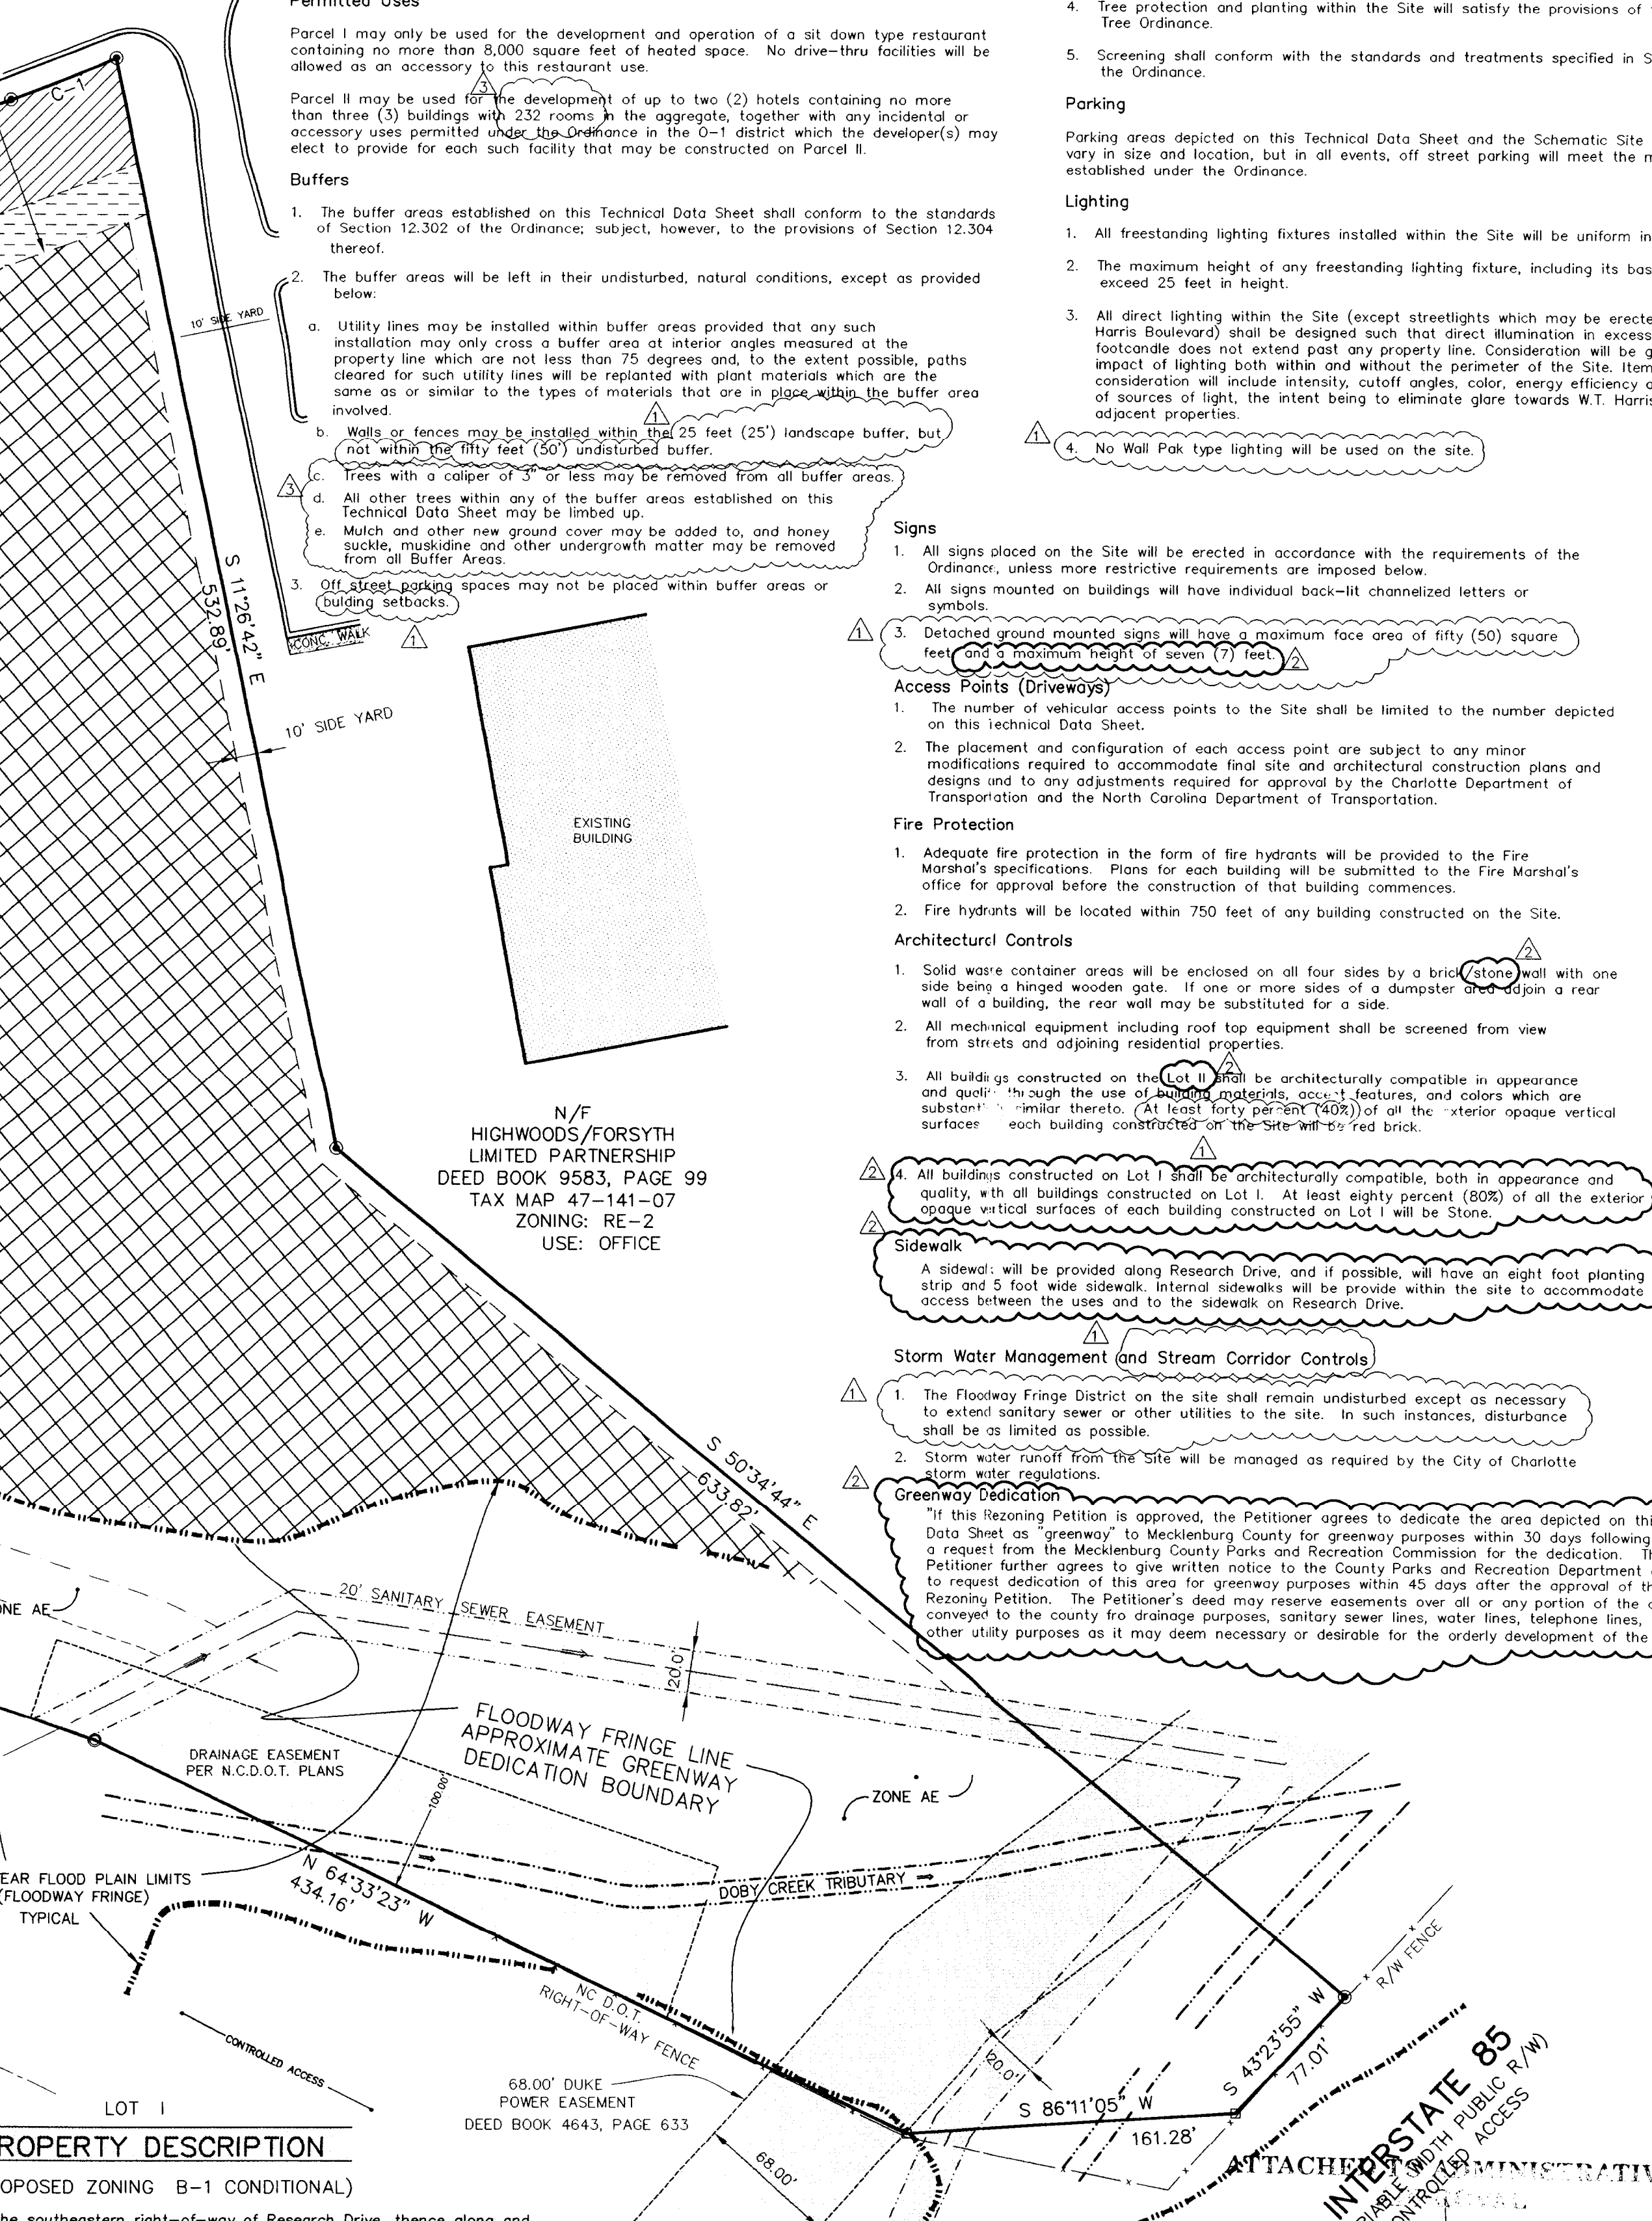 Permitted Uses
Parcel I may only be used for the development and operation of a sit down type restaurant
containing no more than 8,000 square feet of heated space.  No drive-thru facilities will be
allowed as an accessory to this restaurant use.
3
Parcel II may be used for the development of up to two (2) hotels containing no more
than three (3) buildings with 232 rooms in the aggregate, together with any incidental or
accessory uses permitted under the Ordinance in the O-1 district which the developer(s) may
elect to provide for each such facility that may be constructed on Parcel II.
Buffers
1. The buffer areas established on this Technical Data Sheet shall conform to the standards
of Section 12.302 of the Ordinance; subject, however, to the provisions of Section 12.304
thereof.
2. The buffer areas will be left in their undisturbed, natural conditions, except as provided
below:
a. Utility lines may be installed within buffer areas provided that any such
installation may only cross a buffer area at interior angles measured at the
property line which are not less than 75 degrees and, to the extent possible, paths
cleared for such utility lines will be replanted with plant materials which are the
same as or similar to the types of materials that are in place within the buffer area
involved.
1
b. Walls or fences may be installed within the 25 feet (25') landscape buffer, but
not within the fifty feet (50') undisturbed buffer.
3
c. Trees with a caliper of 3" or less may be removed from all buffer areas.
d. All other trees within any of the buffer areas established on this
Technical Data Sheet may be limbed up.
e. Mulch and other new ground cover may be added to, and honey
suckle, muskidine and other undergrowth matter may be removed
from all Buffer Areas.
3. Off street parking spaces may not be placed within buffer areas or
bulding setbacks.
1
4. Tree protection and planting within the Site will satisfy the provisions of
Tree Ordinance.
5. Screening shall conform with the standards and treatments specified in S
the Ordinance.
Parking
Parking areas depicted on this Technical Data Sheet and the Schematic Site
vary in size and location, but in all events, off street parking will meet the m
established under the Ordinance.
Lighting
1. All freestanding lighting fixtures installed within the Site will be uniform in
2. The maximum height of any freestanding lighting fixture, including its bas
exceed 25 feet in height.
3. All direct lighting within the Site (except streetlights which may be erecte
Harris Boulevard) shall be designed such that direct illumination in excess
footcandle does not extend past any property line. Consideration will be g
impact of lighting both within and without the perimeter of the Site. Item
consideration will include intensity, cutoff angles, color, energy efficiency
of sources of light, the intent being to eliminate glare towards W.T. Harris
adjacent properties.
1
4. No Wall Pak type lighting will be used on the site.
Signs
1. All signs placed on the Site will be erected in accordance with the requirements of the
Ordinance, unless more restrictive requirements are imposed below.
2. All signs mounted on buildings will have individual back-lit channelized letters or
symbols.
1
3. Detached ground mounted signs will have a maximum face area of fifty (50) square
feet and a maximum height of seven (7) feet.
2
Access Points (Driveways)
1. The number of vehicular access points to the Site shall be limited to the number depicted
on this Technical Data Sheet.
2. The placement and configuration of each access point are subject to any minor
modifications required to accommodate final site and architectural construction plans and
designs and to any adjustments required for approval by the Charlotte Department of
Transportation and the North Carolina Department of Transportation.
Fire Protection
1. Adequate fire protection in the form of fire hydrants will be provided to the Fire
Marshal's specifications.  Plans for each building will be submitted to the Fire Marshal's
office for approval before the construction of that building commences.
2. Fire hydrants will be located within 750 feet of any building constructed on the Site.
Architectural Controls
2
1. Solid waste container areas will be enclosed on all four sides by a brick/stone wall with one
side being a hinged wooden gate.  If one or more sides of a dumpster area adjoin a rear
wall of a building, the rear wall may be substituted for a side.
2. All mechanical equipment including roof top equipment shall be screened from view
from streets and adjoining residential properties.
2
3. All buildings constructed on the Lot II shall be architecturally compatible in appearance
and quality through the use of building materials, accent features, and colors which are
similar thereto. At least forty percent (40%) of all the exterior opaque vertical
surfaces each building constructed on the Site will be red brick.
1
2
4. All buildings constructed on Lot I shall be architecturally compatible, both in appearance and
quality, with all buildings constructed on Lot I.  At least eighty percent (80%) of all the exterior
opaque vertical surfaces of each building constructed on Lot I will be Stone.
2
Sidewalk
A sidewalk will be provided along Research Drive, and if possible, will have an eight foot planting
strip and 5 foot wide sidewalk. Internal sidewalks will be provide within the site to accommodate
access between the uses and to the sidewalk on Research Drive.
1
Storm Water Management and Stream Corridor Controls
1
1. The Floodway Fringe District on the site shall remain undisturbed except as necessary
to extend sanitary sewer or other utilities to the site.  In such instances, disturbance
shall be as limited as possible.
2. Storm water runoff from the Site will be managed as required by the City of Charlotte
storm water regulations.
2
Greenway Dedication
"If this Rezoning Petition is approved, the Petitioner agrees to dedicate the area depicted on thi
Data Sheet as "greenway" to Mecklenburg County for greenway purposes within 30 days following
a request from the Mecklenburg County Parks and Recreation Commission for the dedication.  Th
Petitioner further agrees to give written notice to the County Parks and Recreation Department
to request dedication of this area for greenway purposes within 45 days after the approval of th
Rezoning Petition.  The Petitioner's deed may reserve easements over all or any portion of the
conveyed to the county fro drainage purposes, sanitary sewer lines, water lines, telephone lines,
other utility purposes as it may deem necessary or desirable for the orderly development of the
C-1
10' SIDE YARD
S 11°26'42" E
532.89'
CONC. WALK
10' SIDE YARD
EXISTING
BUILDING
N/F
HIGHWOODS/FORSYTH
LIMITED PARTNERSHIP
DEED BOOK 9583, PAGE 99
TAX MAP 47-141-07
ZONING: RE-2
USE: OFFICE
S 50°34'44" E
633.82'
NE AE
20' SANITARY SEWER EASEMENT
20.0'
FLOODWAY FRINGE LINE
APPROXIMATE GREENWAY
DEDICATION BOUNDARY
DRAINAGE EASEMENT
PER N.C.D.O.T. PLANS
100.00'
ZONE AE
EAR FLOOD PLAIN LIMITS
(FLOODWAY FRINGE)
TYPICAL
N 64°33'23" W
434.16'
DOBY CREEK TRIBUTARY
NC D.O.T.
RIGHT-OF-WAY FENCE
CONTROLLED ACCESS
R/W FENCE
68.00' DUKE
POWER EASEMENT
DEED BOOK 4643, PAGE 633
68.00'
20.0'
S 86°11'05" W
161.28'
S 43°23'55" W
77.01'
INTERSTATE 85
IABLE WIDTH PUBLIC R/W)
ONTROLLED ACCESS
ATTACHED TO ADMINISTRATIV
LOT I
ROPERTY DESCRIPTION
OPOSED ZONING B-1 CONDITIONAL)
he southeastern right-of-way of Research Drive, thence along and